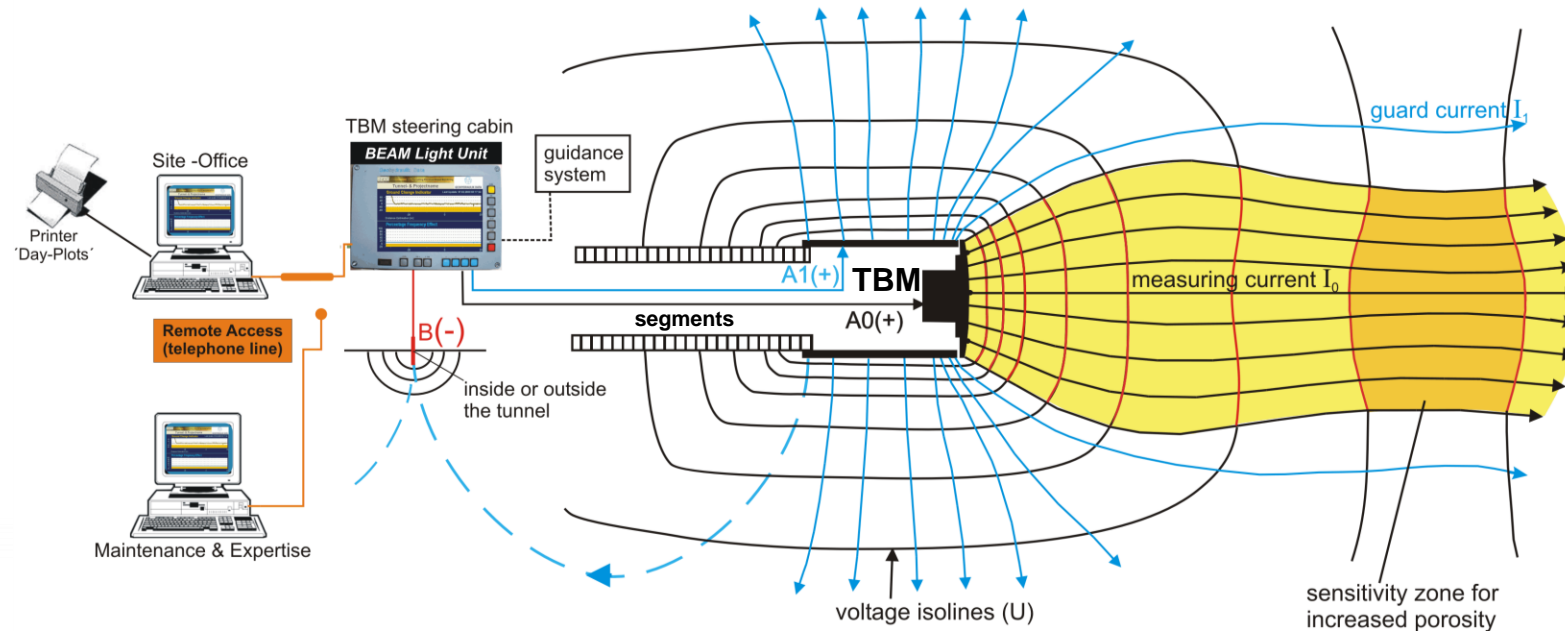 TBM steering cabin
BEAM Light Unit
guidance
system
Site -Office
Printer
´Day-Plots´
Remote Access
(telephone line)
Maintenance & Expertise
B(-)
inside or outside
the tunnel
A1(+)
TBM
A0(+)
segments
guard current I₁
measuring current I₀
voltage isolines (U)
sensitivity zone for
increased porosity